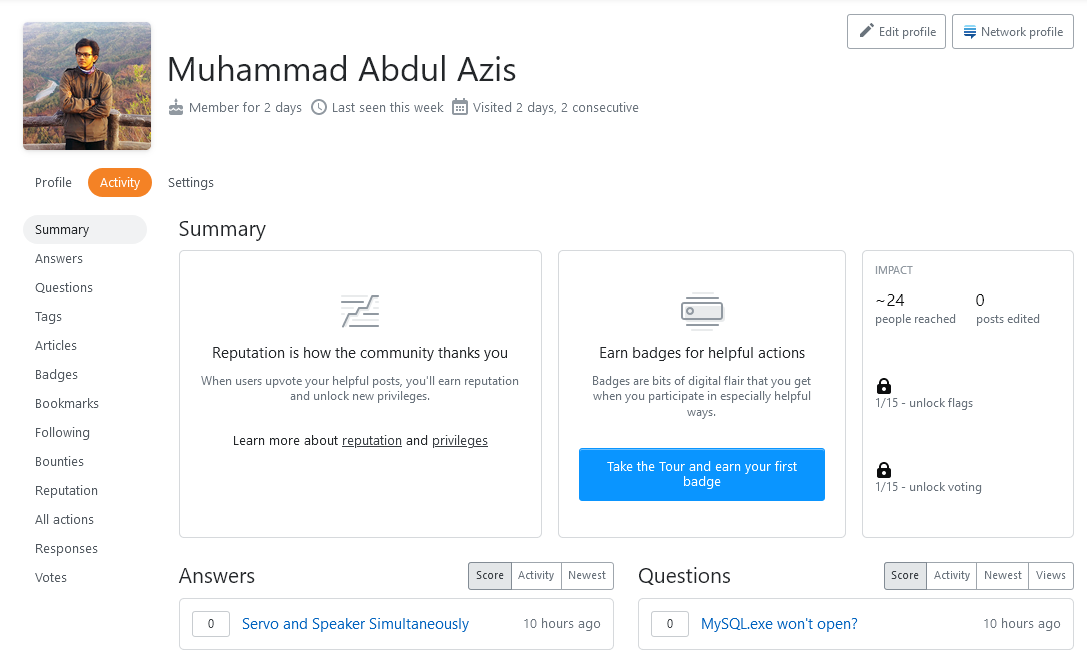 Edit profile
Network profile
Muhammad Abdul Azis
Member for 2 days
Last seen this week
Visited 2 days, 2 consecutive
Profile
Activity
Settings
Summary
Answers
Questions
Tags
Articles
Badges
Bookmarks
Following
Bounties
Reputation
All actions
Responses
Votes
Summary
Reputation is how the community thanks you
When users upvote your helpful posts, you'll earn reputation
and unlock new privileges.
Learn more about reputation and privileges
Earn badges for helpful actions
Badges are bits of digital flair that you get
when you participate in especially helpful
ways.
Take the Tour and earn your first
badge
IMPACT
~24
people reached
0
posts edited
1/15 - unlock flags
1/15 - unlock voting
Answers
Score
Activity
Newest
0
Servo and Speaker Simultaneously
10 hours ago
Questions
Score
Activity
Newest
Views
0
MySQL.exe won't open?
10 hours ago